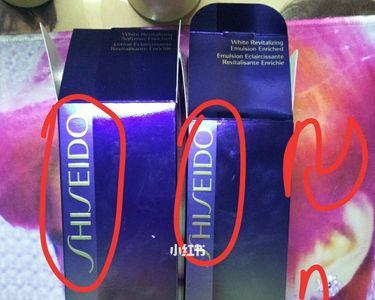 White Revitalizing
Softener Enriched
Lotion Eclaircissante
Revitalisante Enrichie
White Revitalizing
Emulsion Enriched
Emulsion Eclaircissante
Revitalisante Enrichie
SHISEIDO
SHISEIDO
小红书